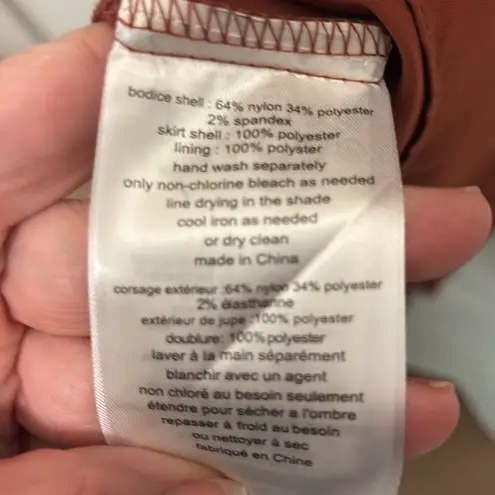 bodice shell : 64% nylon 34% polyester
2% spandex
skirt shell : 100% polyester
lining : 100% polyster
hand wash separately
only non-chlorine bleach as needed
line drying in the shade
cool iron as needed
or dry clean
made in China
corsage extérieur :64% nylon 34% polyester
2% élasthanne
extérieur de jupe :100% polyester
doublure: 100% polyester
laver à la main séparément
blanchir avec un agent
non chloré au besoin seulement
étendre pour sécher a l'ombre
repasser à froid au besoin
ou nettoyer à sec
fabriqué en Chine